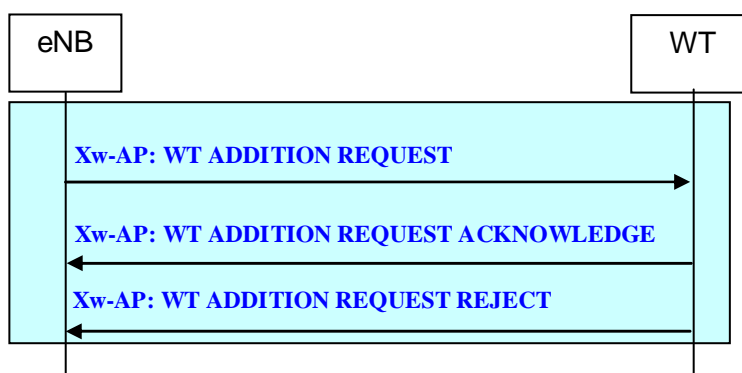 eNB
WT
Xw-AP: WT ADDITION REQUEST
Xw-AP: WT ADDITION REQUEST ACKNOWLEDGE
Xw-AP: WT ADDITION REQUEST REJECT